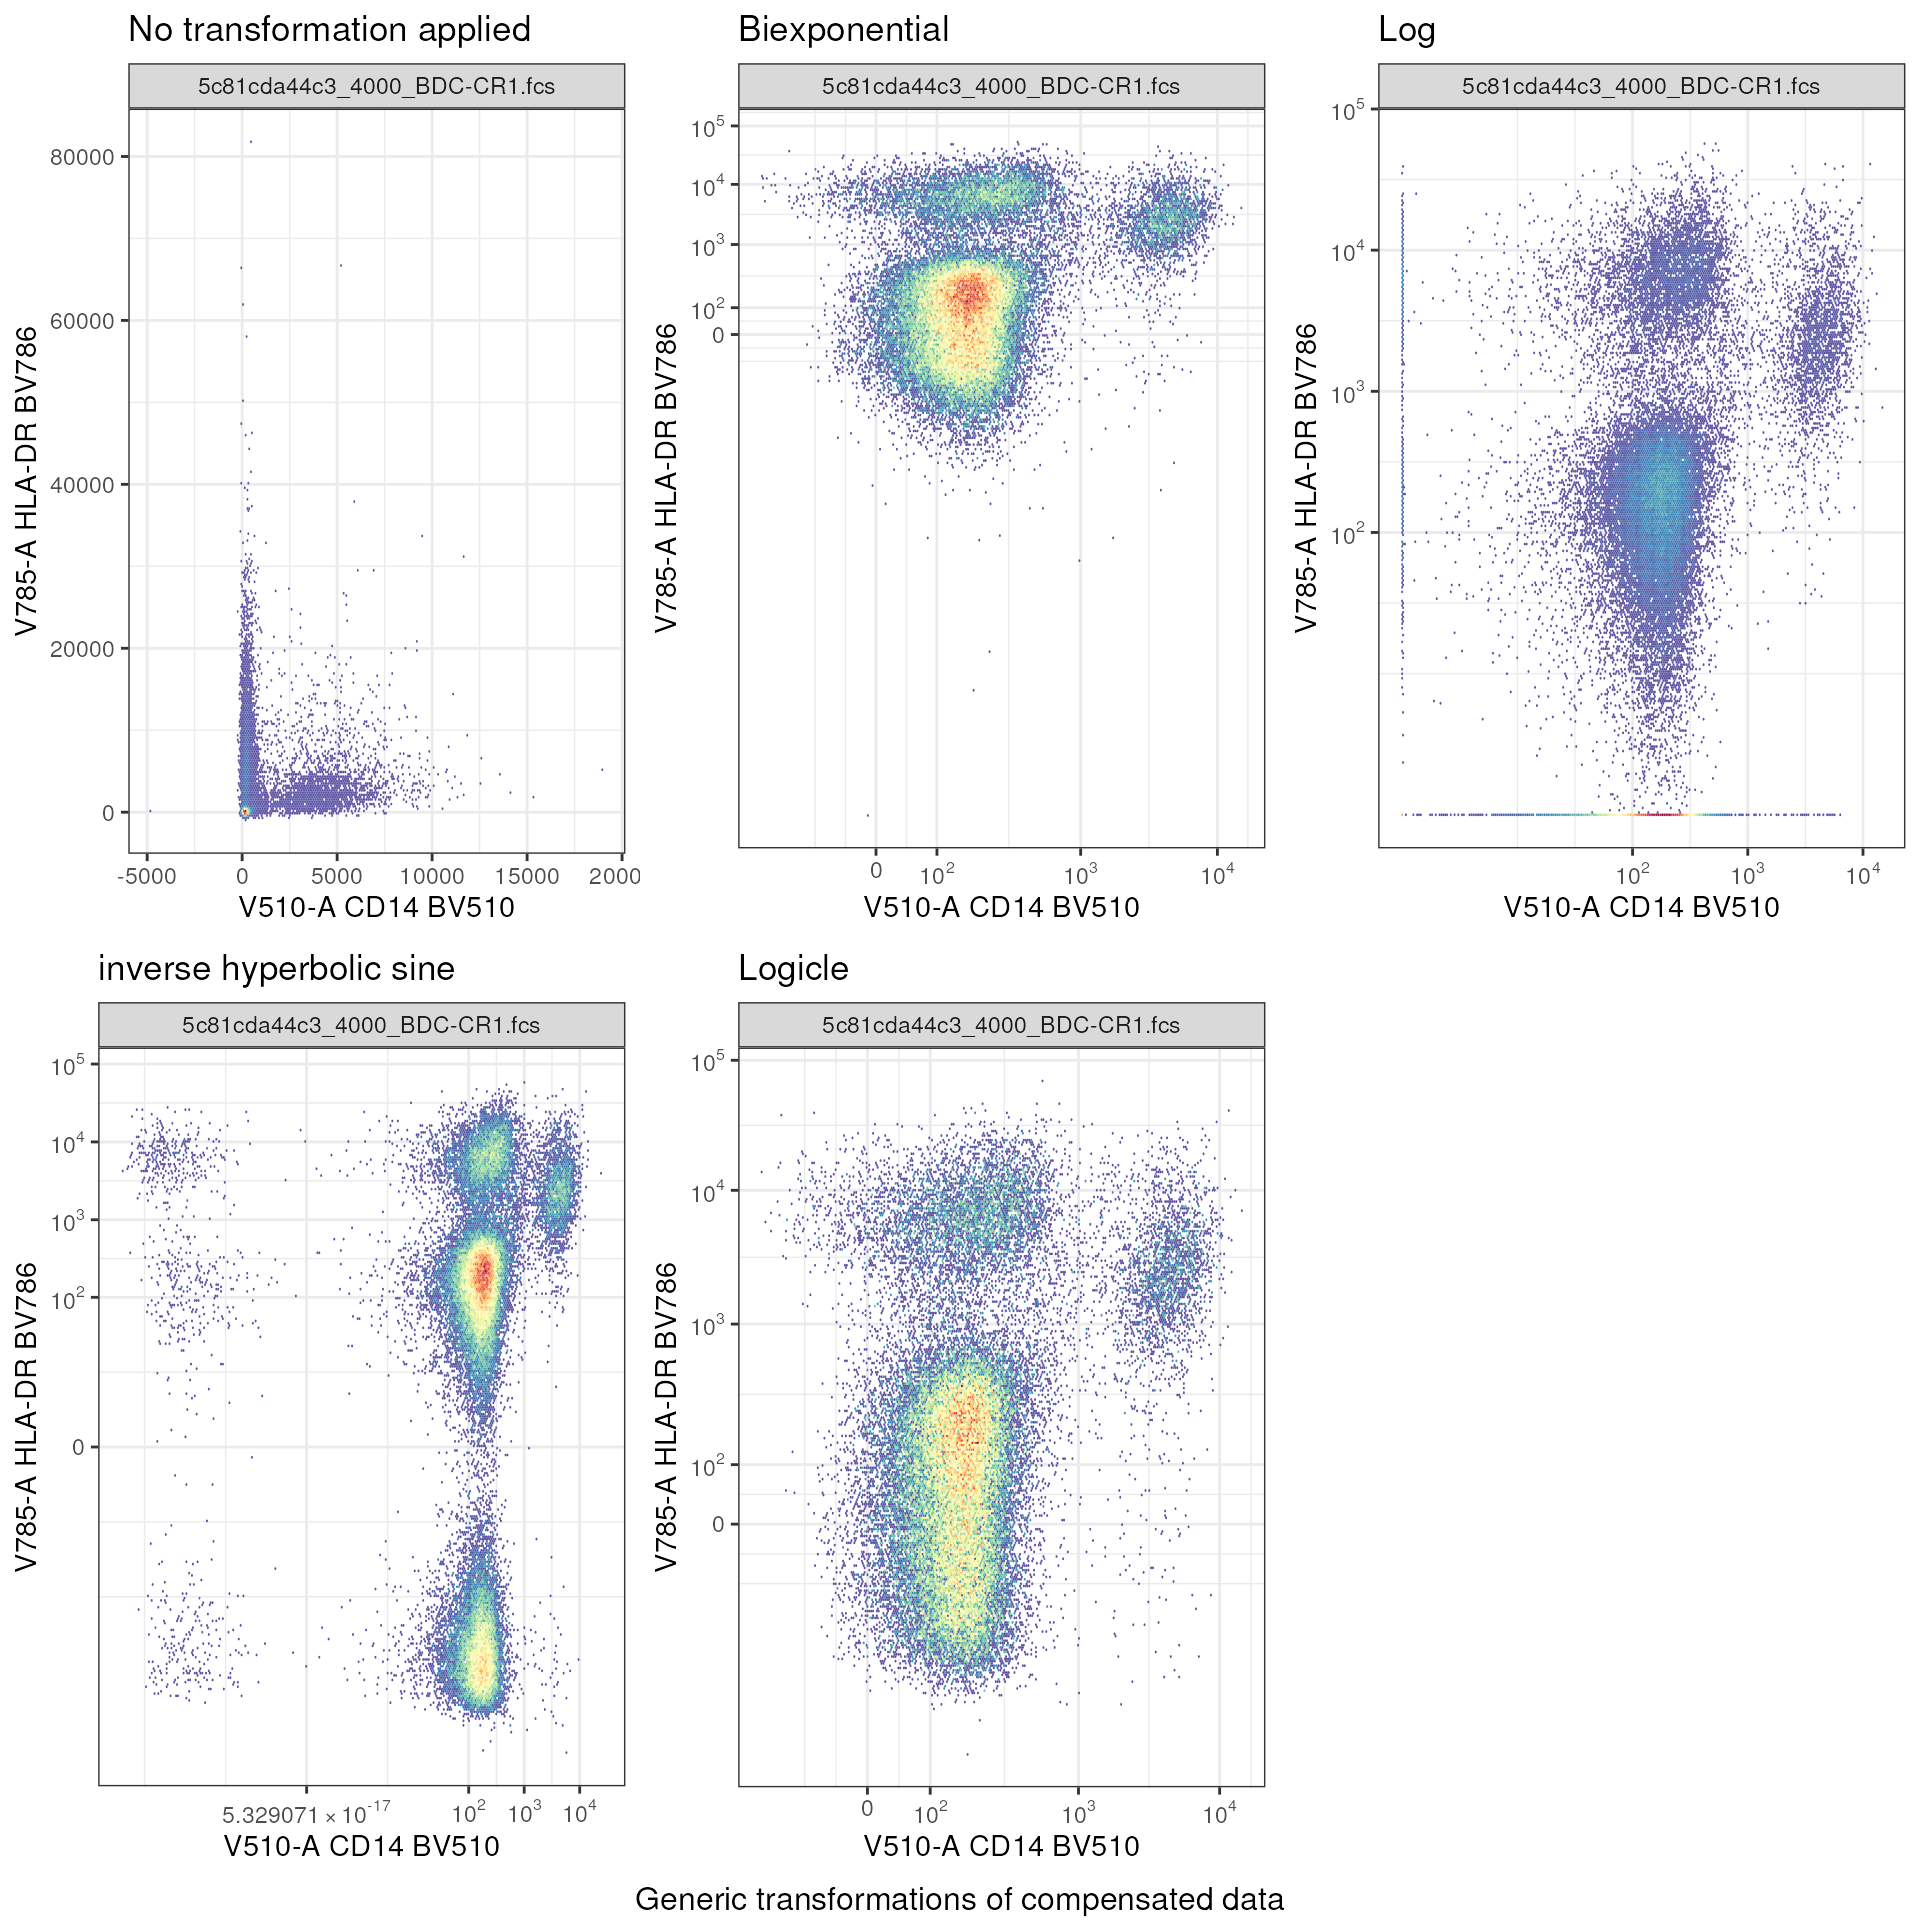 No transformation applied
5c81cda44c3_4000_BDC-CR1.fcs
V785-A HLA-DR BV786
80000
60000
40000
20000
0
-5000 0 5000 10000 15000 2000
V510-A CD14 BV510
Biexponential
5c81cda44c3_4000_BDC-CR1.fcs
V785-A HLA-DR BV786
10^5
10^4
10^3
10^2
0
0 10^2 10^3 10^4
V510-A CD14 BV510
Log
5c81cda44c3_4000_BDC-CR1.fcs
V785-A HLA-DR BV786
10^5
10^4
10^3
10^2
10^2 10^3 10^4
V510-A CD14 BV510
inverse hyperbolic sine
5c81cda44c3_4000_BDC-CR1.fcs
V785-A HLA-DR BV786
10^5
10^4
10^3
10^2
0
5.329071 × 10^-17 10^2 10^3 10^4
V510-A CD14 BV510
Logicle
5c81cda44c3_4000_BDC-CR1.fcs
V785-A HLA-DR BV786
10^5
10^4
10^3
10^2
0
0 10^2 10^3 10^4
V510-A CD14 BV510
Generic transformations of compensated data